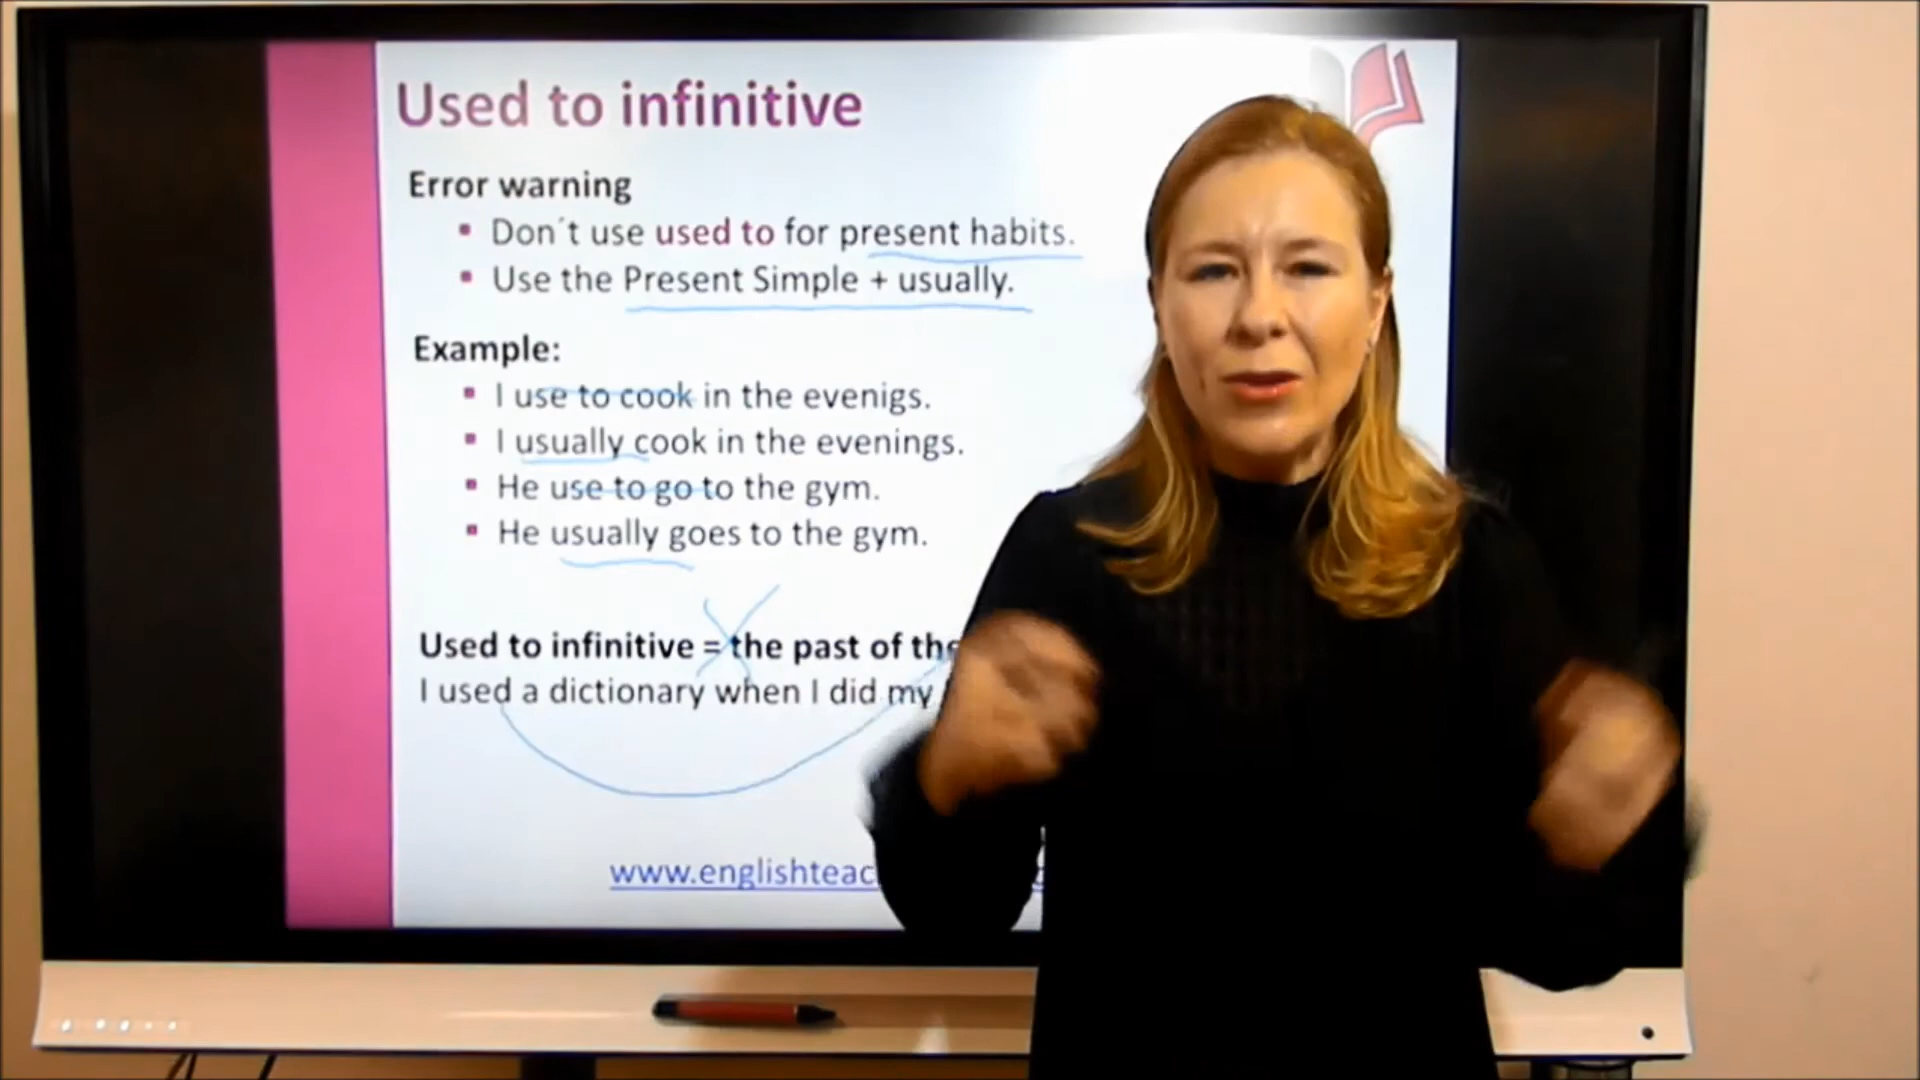 Used to infinitive
Error warning
Don´t use used to for present habits.
Use the Present Simple + usually.
Example:
I use to cook in the evenigs.
I usually cook in the evenings.
He use to go to the gym.
He usually goes to the gym.
Used to infinitive = the past of the
I used a dictionary when I did my